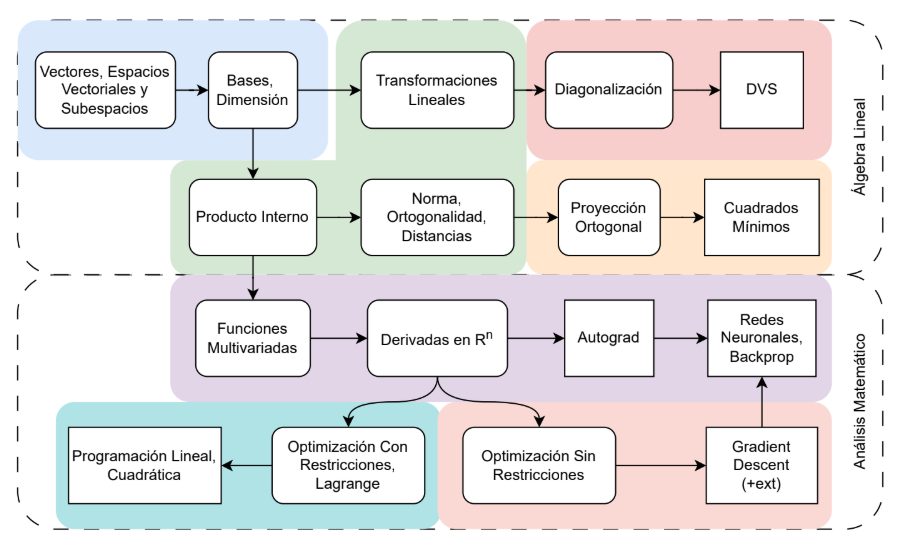 Vectores, Espacios
Vectoriales y
Subespacios
Bases,
Dimensión
Transformaciones
Lineales
Diagonalización
DVS
Álgebra Lineal
Producto Interno
Norma,
Ortogonalidad,
Distancias
Proyección
Ortogonal
Cuadrados
Mínimos
Funciones
Multivariadas
Derivadas en Rⁿ
Autograd
Redes
Neuronales,
Backprop
Análisis Matemático
Programación Lineal,
Cuadrática
Optimización Con
Restricciones,
Lagrange
Optimización Sin
Restricciones
Gradient
Descent
(+ext)